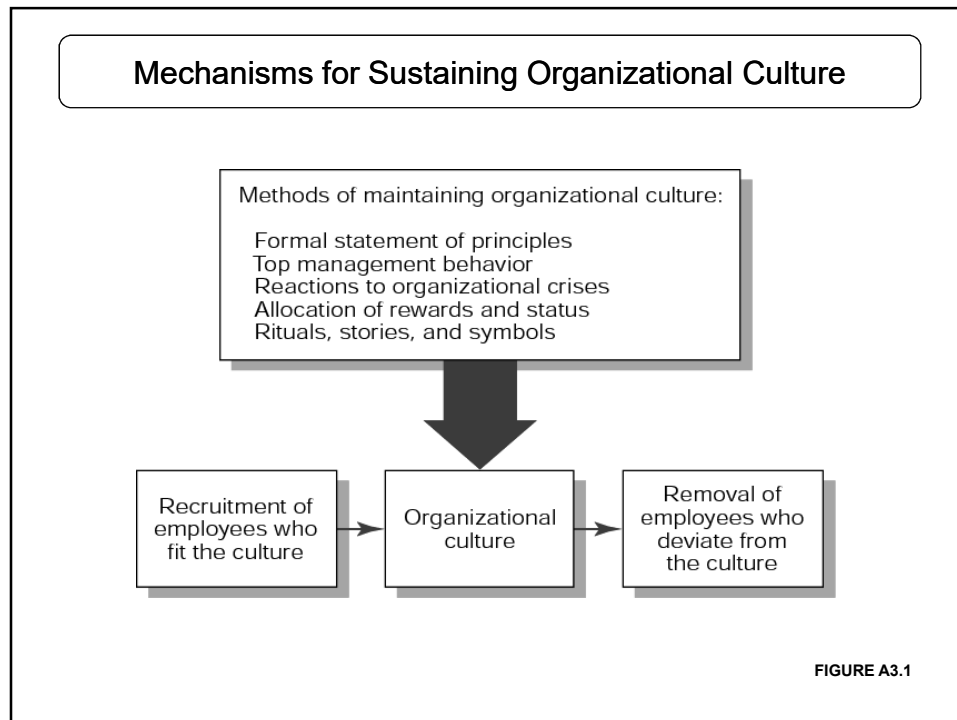 Mechanisms for Sustaining Organizational Culture
Methods of maintaining organizational culture:
Formal statement of principles
Top management behavior
Reactions to organizational crises
Allocation of rewards and status
Rituals, stories, and symbols
Recruitment of
employees who
fit the culture
Organizational
culture
Removal of
employees who
deviate from
the culture
FIGURE A3.1